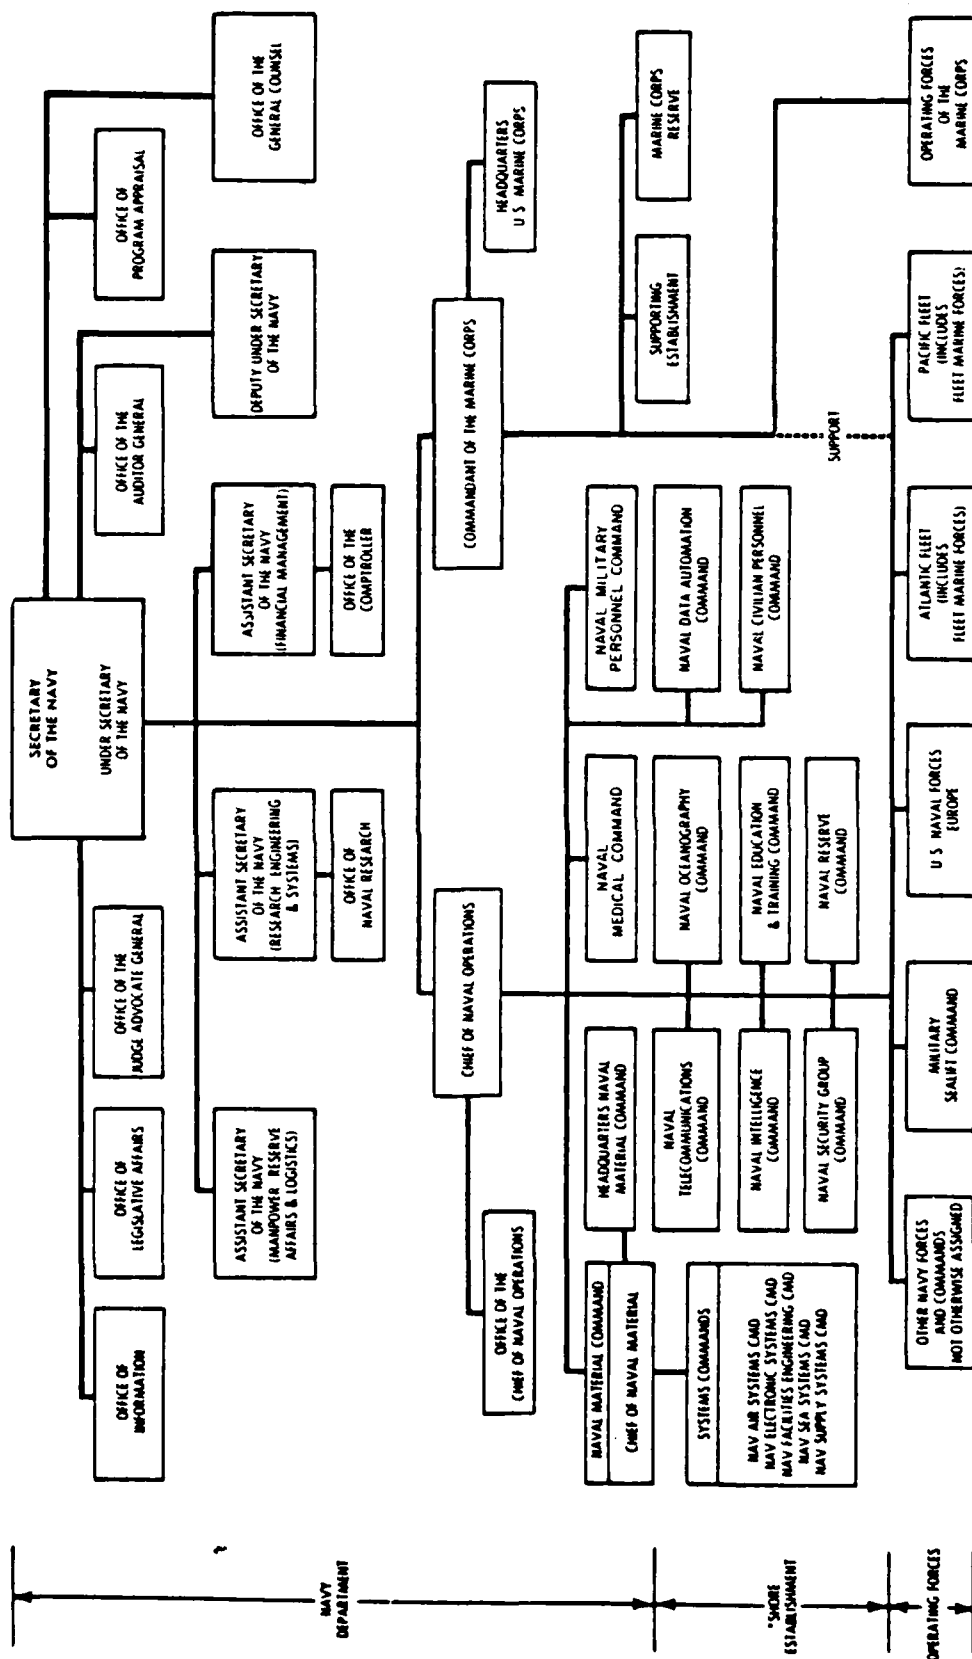 SECRETARY
OF THE NAVY
UNDER SECRETARY
OF THE NAVY
OFFICE OF
INFORMATION
OFFICE OF
LEGISLATIVE AFFAIRS
OFFICE OF THE
JUDGE ADVOCATE GENERAL
OFFICE OF THE
AUDITOR GENERAL
OFFICE OF
PROGRAM APPRAISAL
ASSISTANT SECRETARY
OF THE NAVY
(MANPOWER RESERVE
AFFAIRS & LOGISTICS)
ASSISTANT SECRETARY
OF THE NAVY
(RESEARCH ENGINEERING
& SYSTEMS)
ASSISTANT SECRETARY
OF THE NAVY
(FINANCIAL MANAGEMENT)
DEPUTY UNDER SECRETARY
OF THE NAVY
OFFICE OF THE
GENERAL COUNSEL
OFFICE OF
NAVAL RESEARCH
OFFICE OF THE
COMPTROLLER
NAVY
DEPARTMENT
CHIEF OF NAVAL OPERATIONS
COMMANDANT OF THE MARINE CORPS
OFFICE OF THE
CHIEF OF NAVAL OPERATIONS
HEADQUARTERS
U S MARINE CORPS
NAVAL MATERIAL COMMAND
CHIEF OF NAVAL MATERIAL
HEADQUARTERS NAVAL
MATERIAL COMMAND
NAVAL
MEDICAL COMMAND
NAVAL MILITARY
PERSONNEL COMMAND
SUPPORTING
ESTABLISHMENT
MARINE CORPS
RESERVE
*SHORE
ESTABLISHMENT
SYSTEMS COMMANDS
NAV AIR SYSTEMS CMD
NAV ELECTRONIC SYSTEMS CMD
NAV FACILITIES ENGINEERING CMD
NAV SEA SYSTEMS CMD
NAV SUPPLY SYSTEMS CMD
NAVAL
TELECOMMUNICATIONS
COMMAND
NAVAL OCEANOGRAPHY
COMMAND
NAVAL DATA AUTOMATION
COMMAND
NAVAL INTELLIGENCE
COMMAND
NAVAL EDUCATION
& TRAINING COMMAND
NAVAL CIVILIAN PERSONNEL
COMMAND
NAVAL SECURITY GROUP
COMMAND
NAVAL RESERVE
COMMAND
SUPPORT
OPERATING FORCES
OTHER NAVY FORCES
AND COMMANDS
NOT OTHERWISE ASSIGNED
MILITARY
SEALIFT COMMAND
U S NAVAL FORCES
EUROPE
ATLANTIC FLEET
(INCLUDES
FLEET MARINE FORCES)
PACIFIC FLEET
(INCLUDES
FLEET MARINE FORCES)
OPERATING FORCES
OF THE
MARINE CORPS